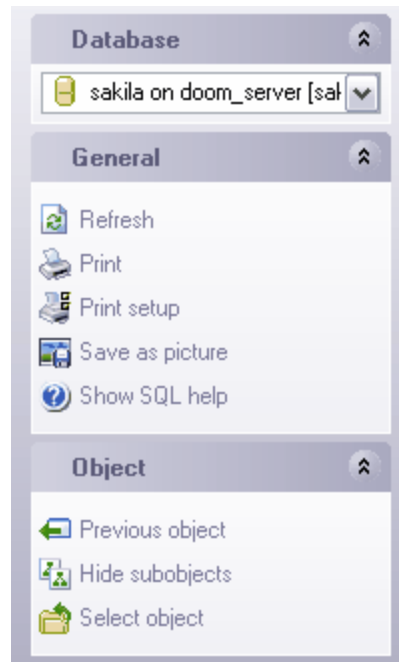 Database
sakila on doom_server [sal
General
Refresh
Print
Print setup
Save as picture
Show SQL help
Object
Previous object
Hide subobjects
Select object